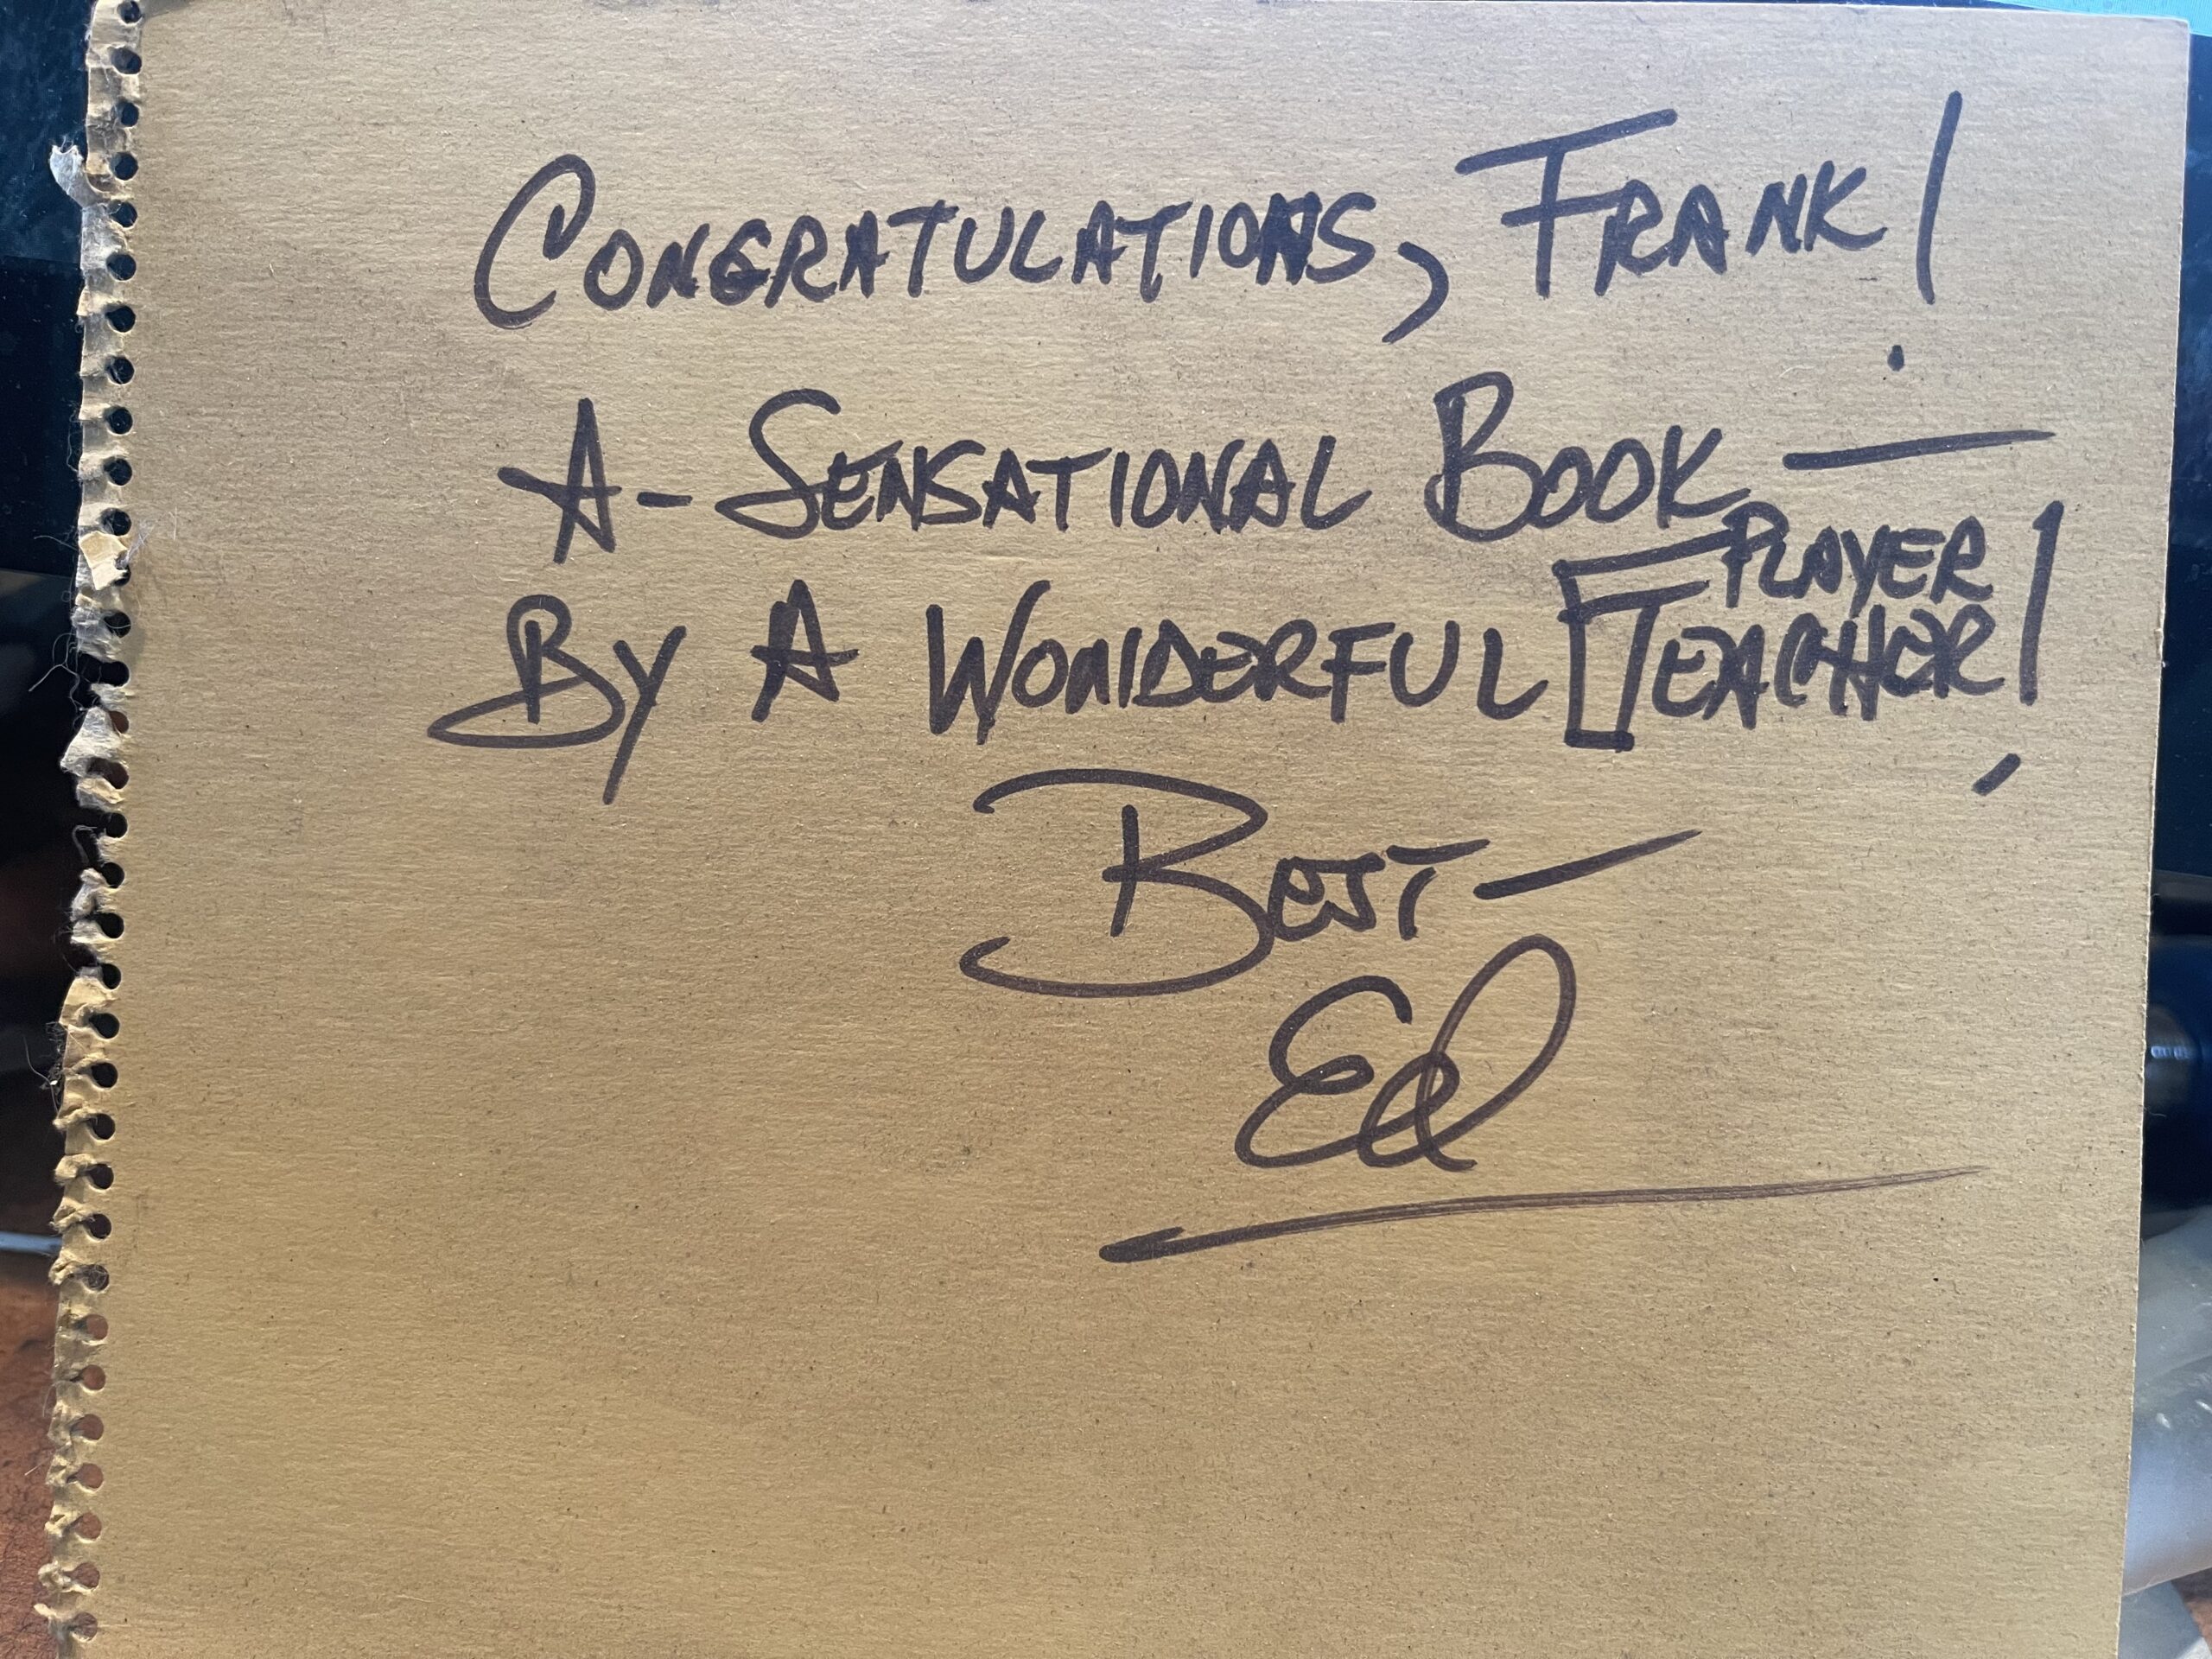 CONGRATULATIONS, FRANK!
A - SENSATIONAL BOOK —
PLAYER
BY A WONDERFUL TEACHER!
BEST —
Ed